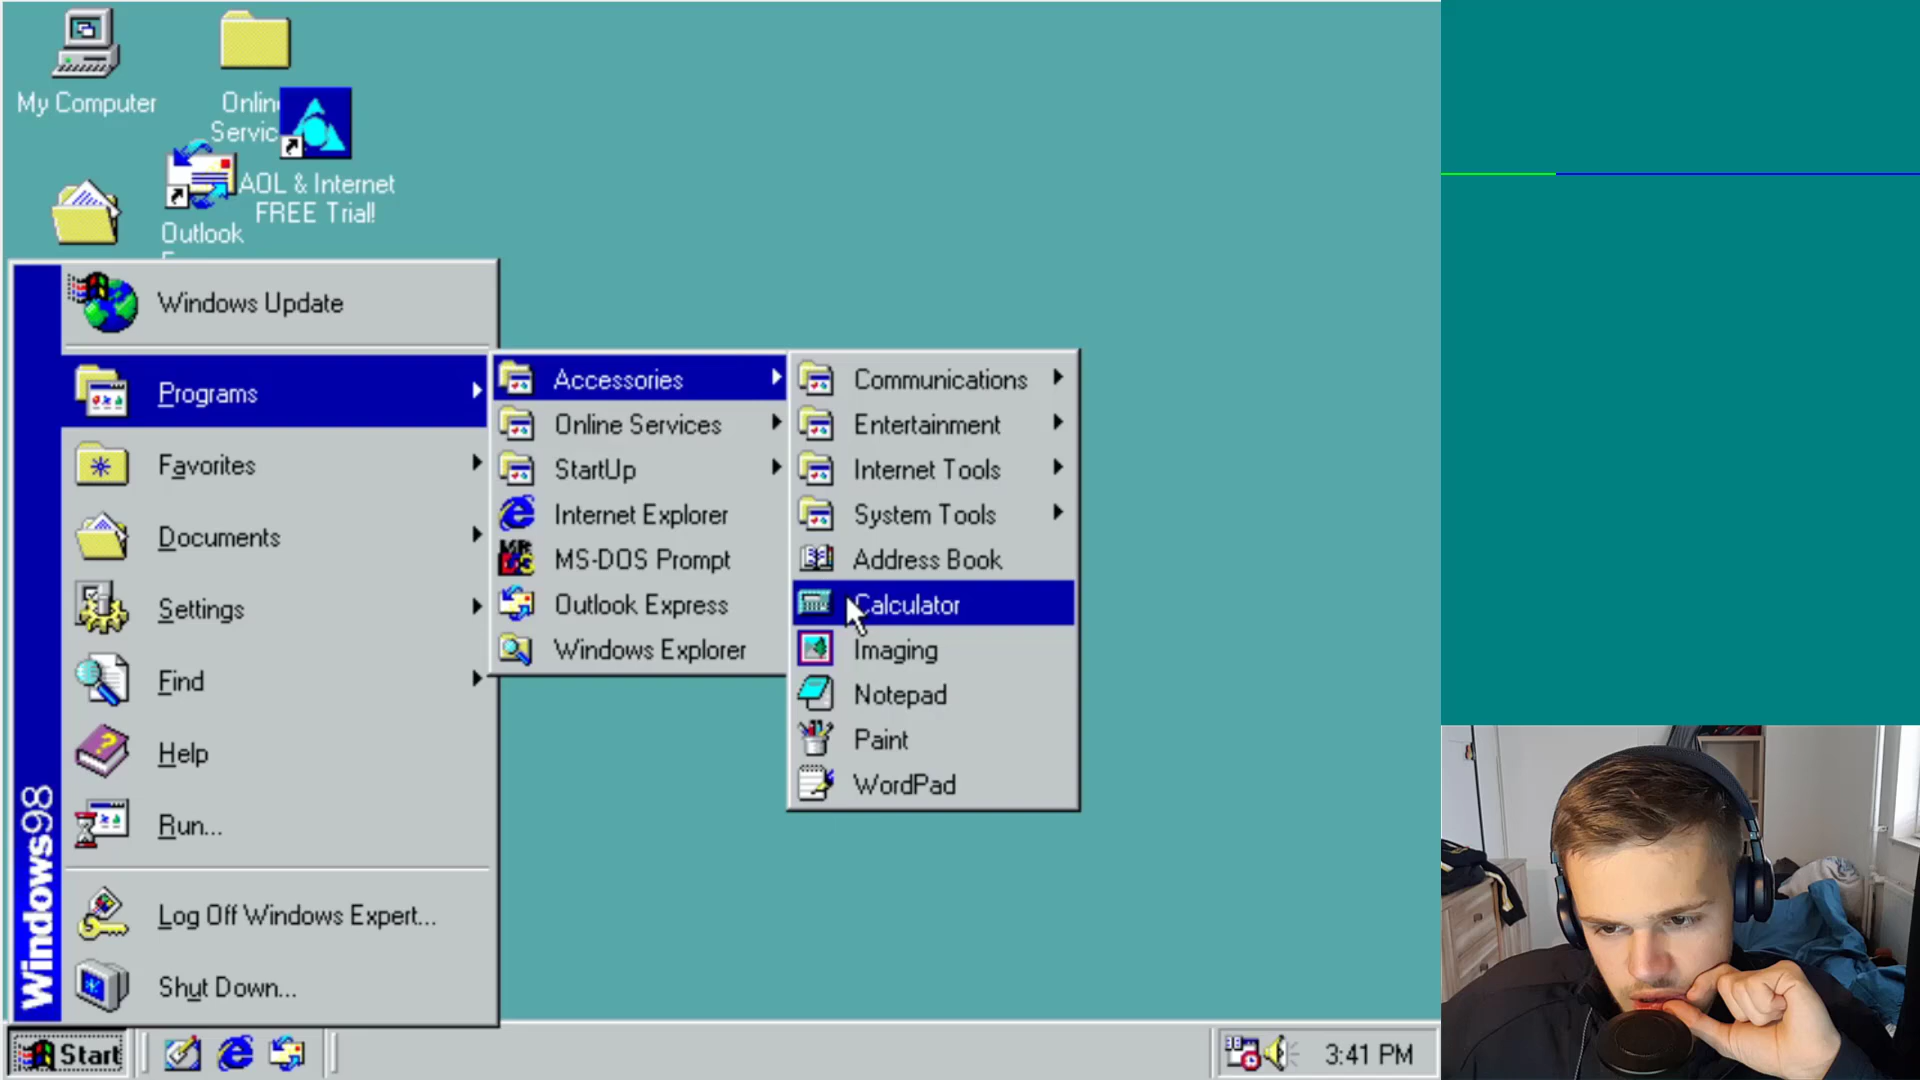 My Computer
Onlin
Servic
AOL & Internet
FREE Trial!
Outlook
Windows Update
Programs
Favorites
Documents
Settings
Find
Help
Run...
Log Off Windows Expert...
Shut Down...
Windows98
Accessories
Online Services
StartUp
Internet Explorer
MS-DOS Prompt
Outlook Express
Windows Explorer
Communications
Entertainment
Internet Tools
System Tools
Address Book
Calculator
Imaging
Notepad
Paint
WordPad
Start
3:41 PM